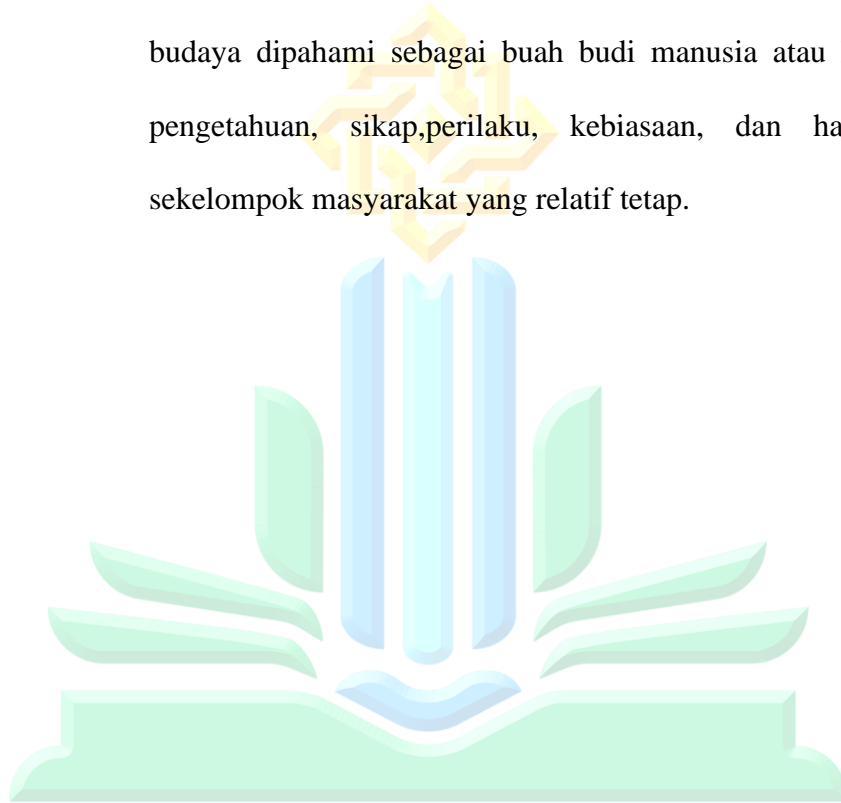 budaya dipahami sebagai buah budi manusia atau
pengetahuan, sikap,perilaku, kebiasaan, dan
sekelompok masyarakat yang relatif tetap.